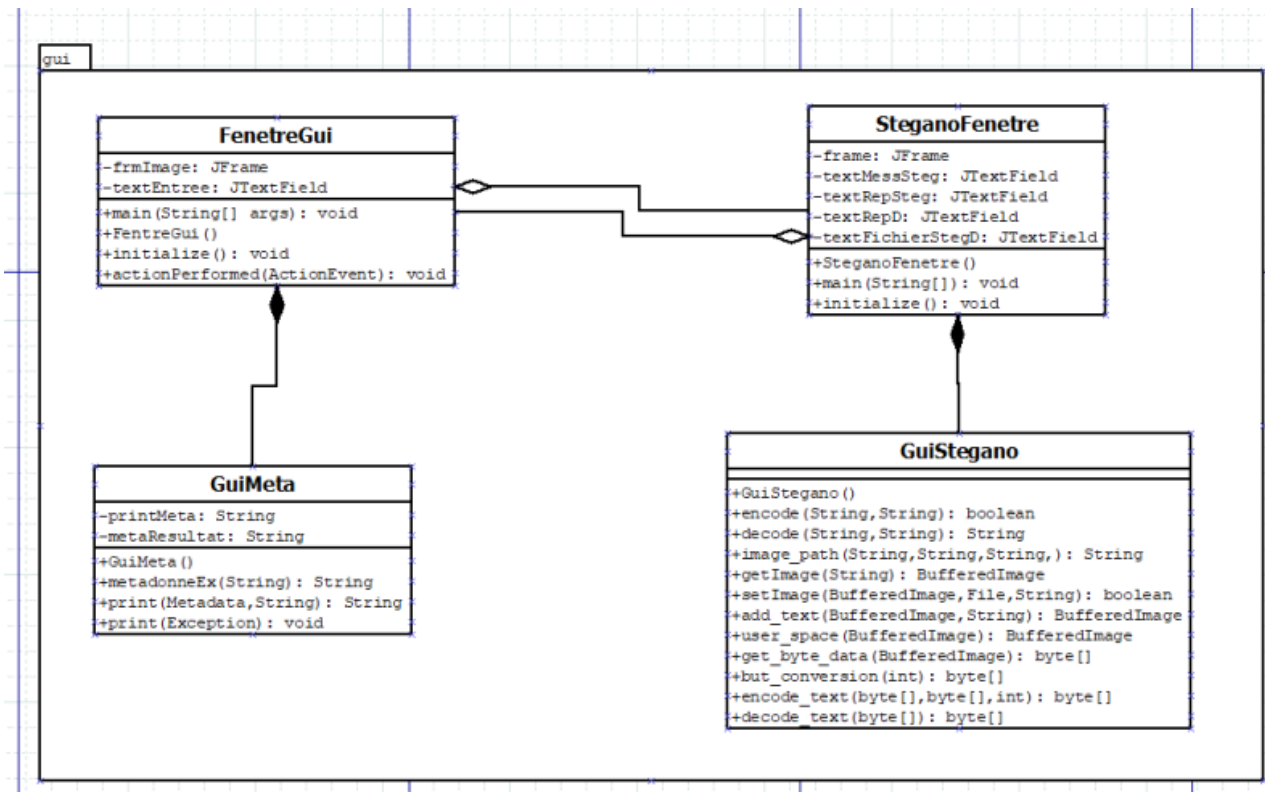 gui
FenetreGui
-frmImage: JFrame
-textEntree: JTextField
+main(String[] args): void
+FentreGui()
+initialize(): void
+actionPerformed(ActionEvent): void
SteganoFenetre
-frame: JFrame
-textMessSteg: JTextField
-textRepSteg: JTextField
-textRepD: JTextField
-textFichierStegD: JTextField
+SteganoFenetre()
+main(String[]): void
+initialize(): void
GuiMeta
-printMeta: String
-metaResultat: String
+GuiMeta()
+metadonneEx(String): String
+print(Metadata,String): String
+print(Exception): void
GuiStegano
+GuiStegano()
+encode(String,String): boolean
+decode(String,String): String
+image_path(String,String,String,): String
+getImage(String): BufferedImage
+setImage(BufferedImage,File,String): boolean
+add_text(BufferedImage,String): BufferedImage
+user_space(BufferedImage): BufferedImage
+get_byte_data(BufferedImage): byte[]
+but_conversion(int): byte[]
+encode_text(byte[],byte[],int): byte[]
+decode_text(byte[]): byte[]